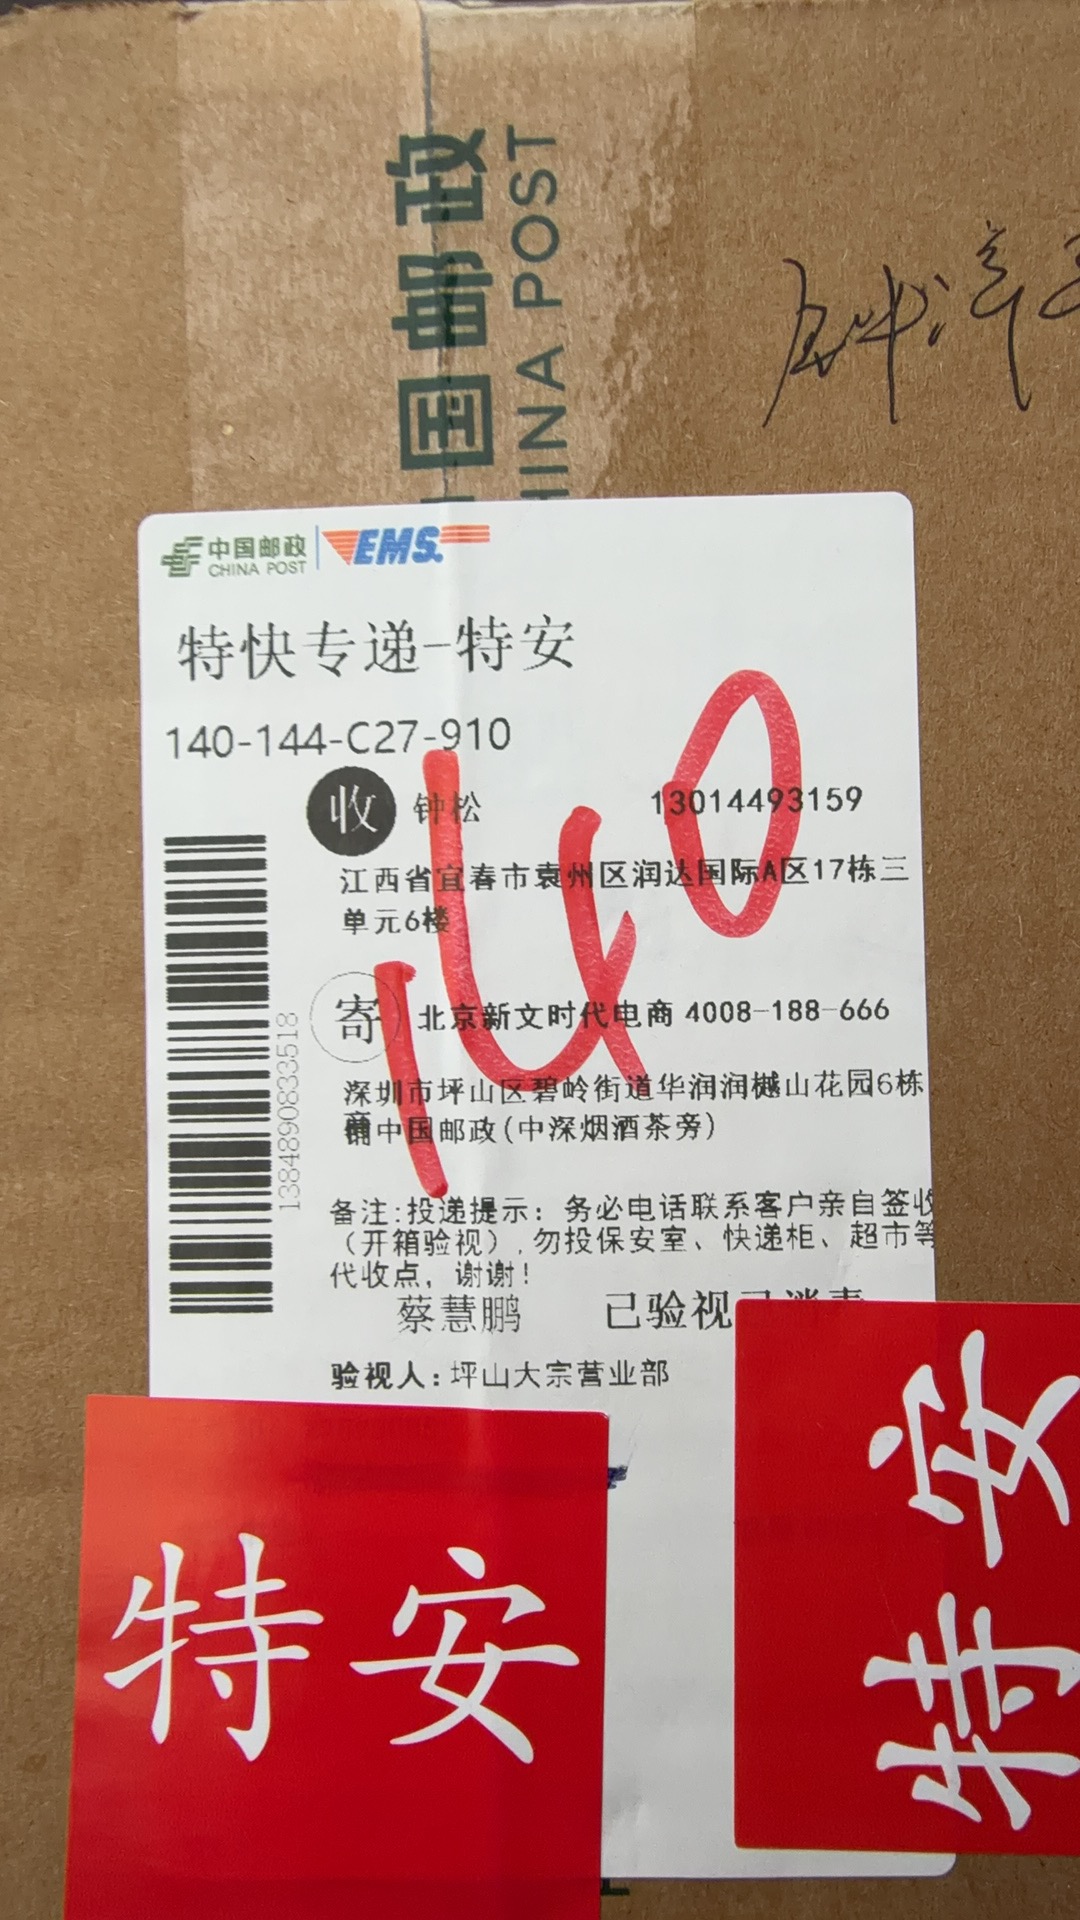 中国邮政
CHINA POST
中国邮政
CHINA POST
EMS
特快专递-特安
140-144-C27-910
收 钟松 13014493159
江西省宜春市袁州区润达国际A区17栋三
单元6楼
140
寄 北京新文时代电商 4008-188-666
深圳市坪山区碧岭街道华润润樾山花园6栋
中国邮政(中深烟酒茶旁)
1384890833518
备注:投递提示: 务必电话联系客户亲自签收
(开箱验视),勿投保安室、快递柜、超市等
代收点, 谢谢!
蔡慧鹏 已验视已消毒
验视人: 坪山大宗营业部
特安
特安